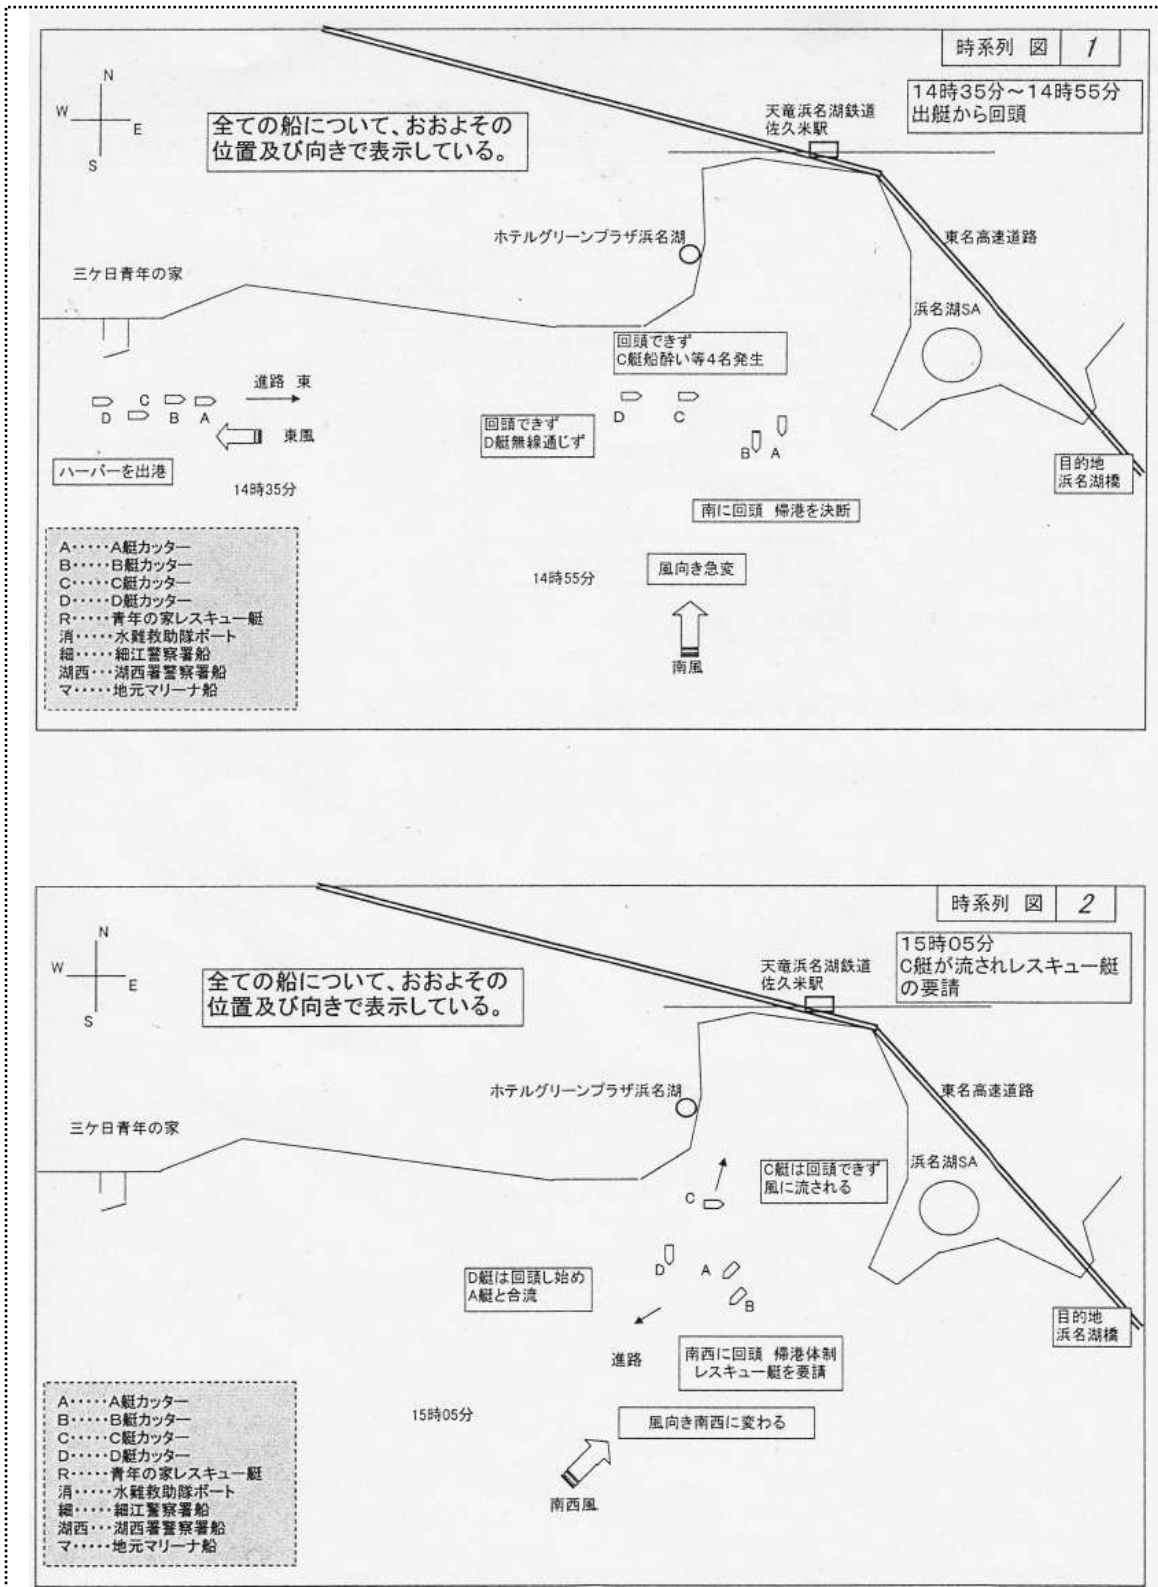 時系列 図 1
14時35分～14時55分
出艇から回頭
N
W
E
S
全ての船について、おおよその
位置及び向きで表示している。
天竜浜名湖鉄道
佐久米駅
ホテルグリーンプラザ浜名湖
東名高速道路
三ケ日青年の家
浜名湖SA
回頭できず
C艇船酔い等4名発生
進路 東
D
C
B
A
東風
D
C
回頭できず
D艇無線通じず
B
A
目的地
浜名湖橋
ハーバーを出港
14時35分
南に回頭 帰港を決断
14時55分
風向き急変
南風
A・・・・・A艇カッター
B・・・・・B艇カッター
C・・・・・C艇カッター
D・・・・・D艇カッター
R・・・・・青年の家レスキュー艇
消・・・・・水難救助隊ボート
細・・・・・細江警察署船
湖西・・・湖西署警察署船
マ・・・・・地元マリーナ船
時系列 図 2
15時05分
C艇が流されレスキュー艇
の要請
N
W
E
S
全ての船について、おおよその
位置及び向きで表示している。
天竜浜名湖鉄道
佐久米駅
ホテルグリーンプラザ浜名湖
東名高速道路
三ケ日青年の家
C艇は回頭できず
風に流される
浜名湖SA
C
D
A
B
D艇は回頭し始め
A艇と合流
目的地
浜名湖橋
進路
南西に回頭 帰港体制
レスキュー艇を要請
15時05分
風向き南西に変わる
南西風
A・・・・・A艇カッター
B・・・・・B艇カッター
C・・・・・C艇カッター
D・・・・・D艇カッター
R・・・・・青年の家レスキュー艇
消・・・・・水難救助隊ボート
細・・・・・細江警察署船
湖西・・・湖西署警察署船
マ・・・・・地元マリーナ船